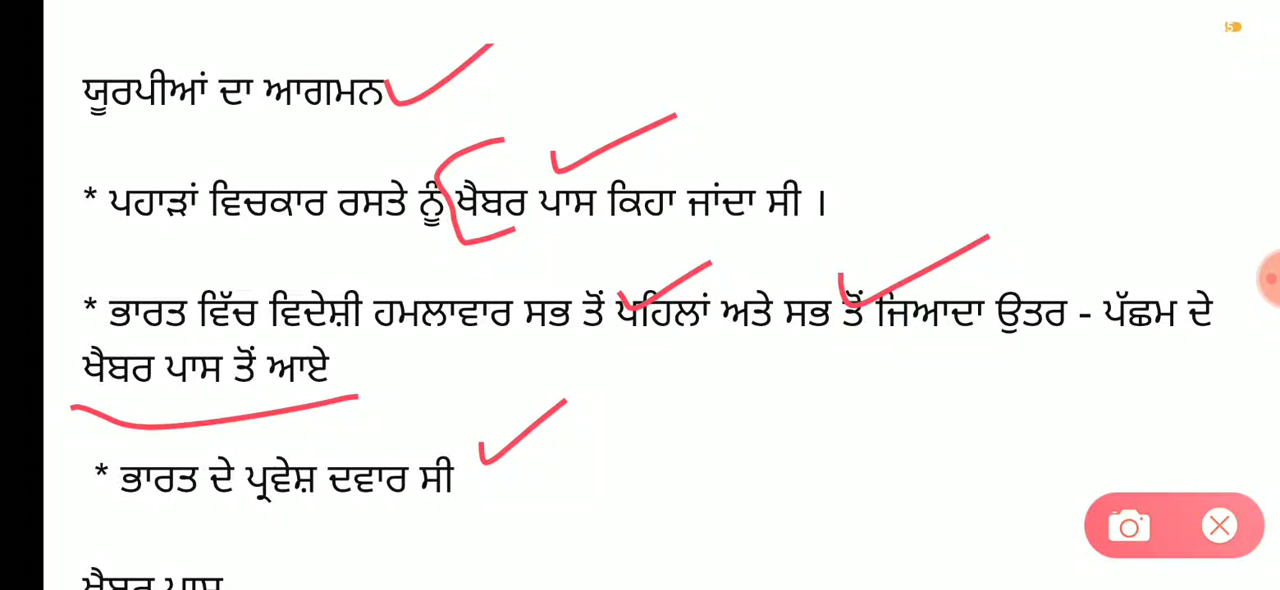 ਯੂਰਪੀਆਂ ਦਾ ਆਗਮਨ
* ਪਹਾੜਾਂ ਵਿਚਕਾਰ ਰਸਤੇ ਨੂੰ ਖੈਬਰ ਪਾਸ ਕਿਹਾ ਜਾਂਦਾ ਸੀ ।
* ਭਾਰਤ ਵਿੱਚ ਵਿਦੇਸ਼ੀ ਹਮਲਾਵਾਰ ਸਭ ਤੋਂ ਪਹਿਲਾਂ ਅਤੇ ਸਭ ਤੋਂ ਜਿਆਦਾ ਉਤਰ - ਪੱਛਮ ਦੇ
ਖੈਬਰ ਪਾਸ ਤੋਂ ਆਏ
* ਭਾਰਤ ਦੇ ਪ੍ਰਵੇਸ਼ ਦਵਾਰ ਸੀ
ਖੈਬਰ ਪਾਸ